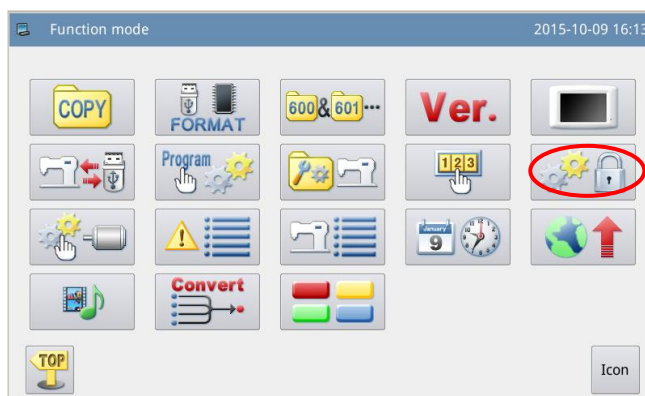 Function mode 2015-10-09 16:13
COPY
FORMAT
600&601...
Ver.
Program
123
January
9
Convert
TOP
Icon